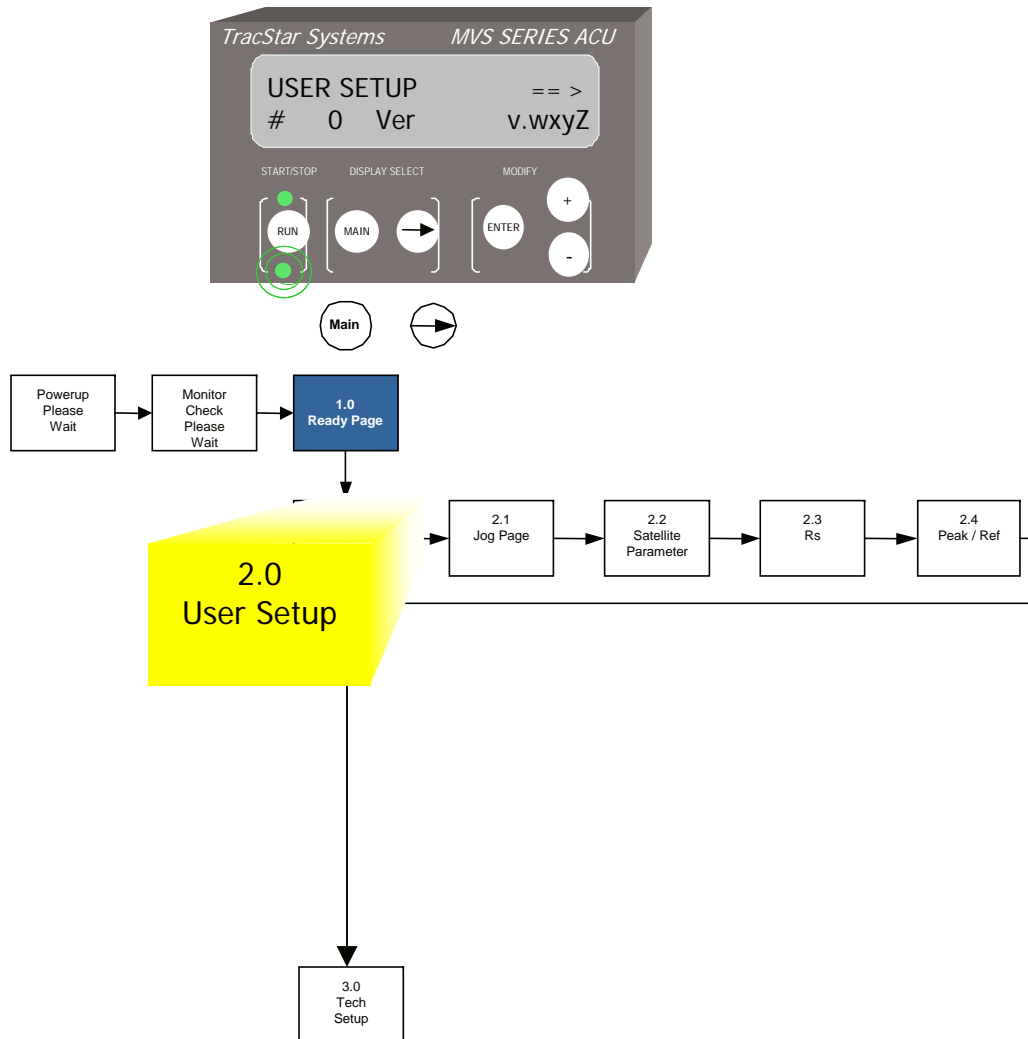 TracStar Systems MVS SERIES ACU
USER SETUP == >
# 0 Ver v.wxyZ
START/STOP DISPLAY SELECT MODIFY
RUN MAIN ENTER + -
Main
Powerup
Please
Wait
Monitor
Check
Please
Wait
1.0
Ready Page
2.0
User Setup
2.1
Jog Page
2.2
Satellite
Parameter
2.3
Rs
2.4
Peak / Ref
3.0
Tech
Setup